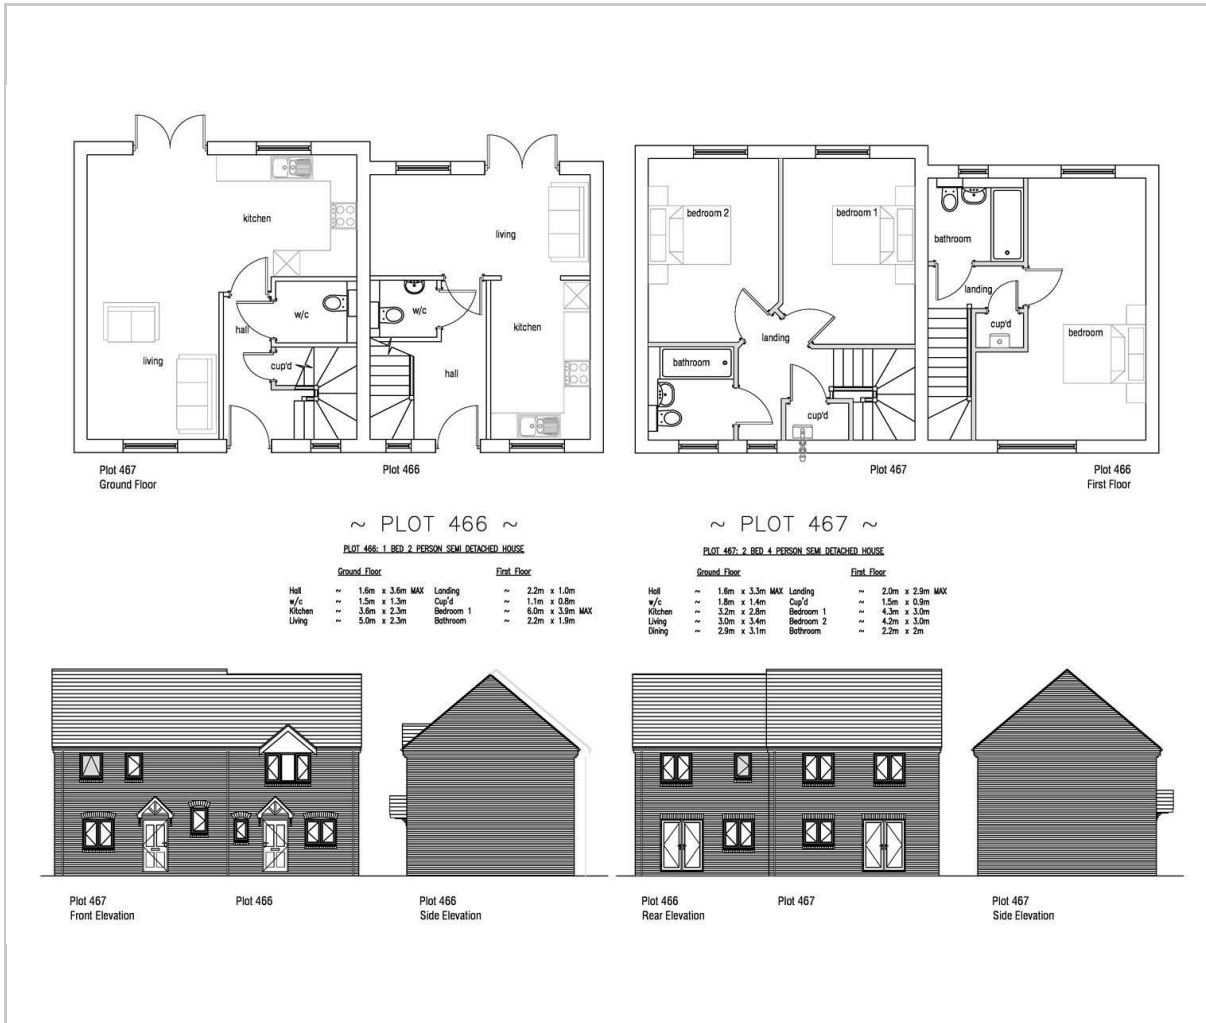 kitchen
living
hall
w/c
cup'd
living
w/c
kitchen
hall
Plot 467
Ground Floor
Plot 466
bedroom 2
bedroom 1
landing
bathroom
cup'd
bathroom
landing
cup'd
bedroom
Plot 467
Plot 466
First Floor
~ PLOT 466 ~
PLOT 466: 1 BED 2 PERSON SEMI DETACHED HOUSE
Ground Floor First Floor
Hall ~ 1.6m x 3.6m MAX Landing ~ 2.2m x 1.0m
w/c ~ 1.5m x 1.3m Cup'd ~ 1.1m x 0.8m
Kitchen ~ 3.6m x 2.3m Bedroom 1 ~ 6.0m x 3.9m MAX
Living ~ 5.0m x 2.3m Bathroom ~ 2.2m x 1.9m
~ PLOT 467 ~
PLOT 467: 2 BED 4 PERSON SEMI DETACHED HOUSE
Ground Floor First Floor
Hall ~ 1.6m x 3.3m MAX Landing ~ 2.0m x 2.9m MAX
w/c ~ 1.8m x 1.4m Cup'd ~ 1.5m x 0.9m
Kitchen ~ 3.2m x 2.8m Bedroom 1 ~ 4.3m x 3.0m
Living ~ 3.0m x 3.4m Bedroom 2 ~ 4.2m x 3.0m
Dining ~ 2.9m x 3.1m Bathroom ~ 2.2m x 2m
Plot 467
Front Elevation
Plot 466
Plot 466
Side Elevation
Plot 466
Rear Elevation
Plot 467
Plot 467
Side Elevation